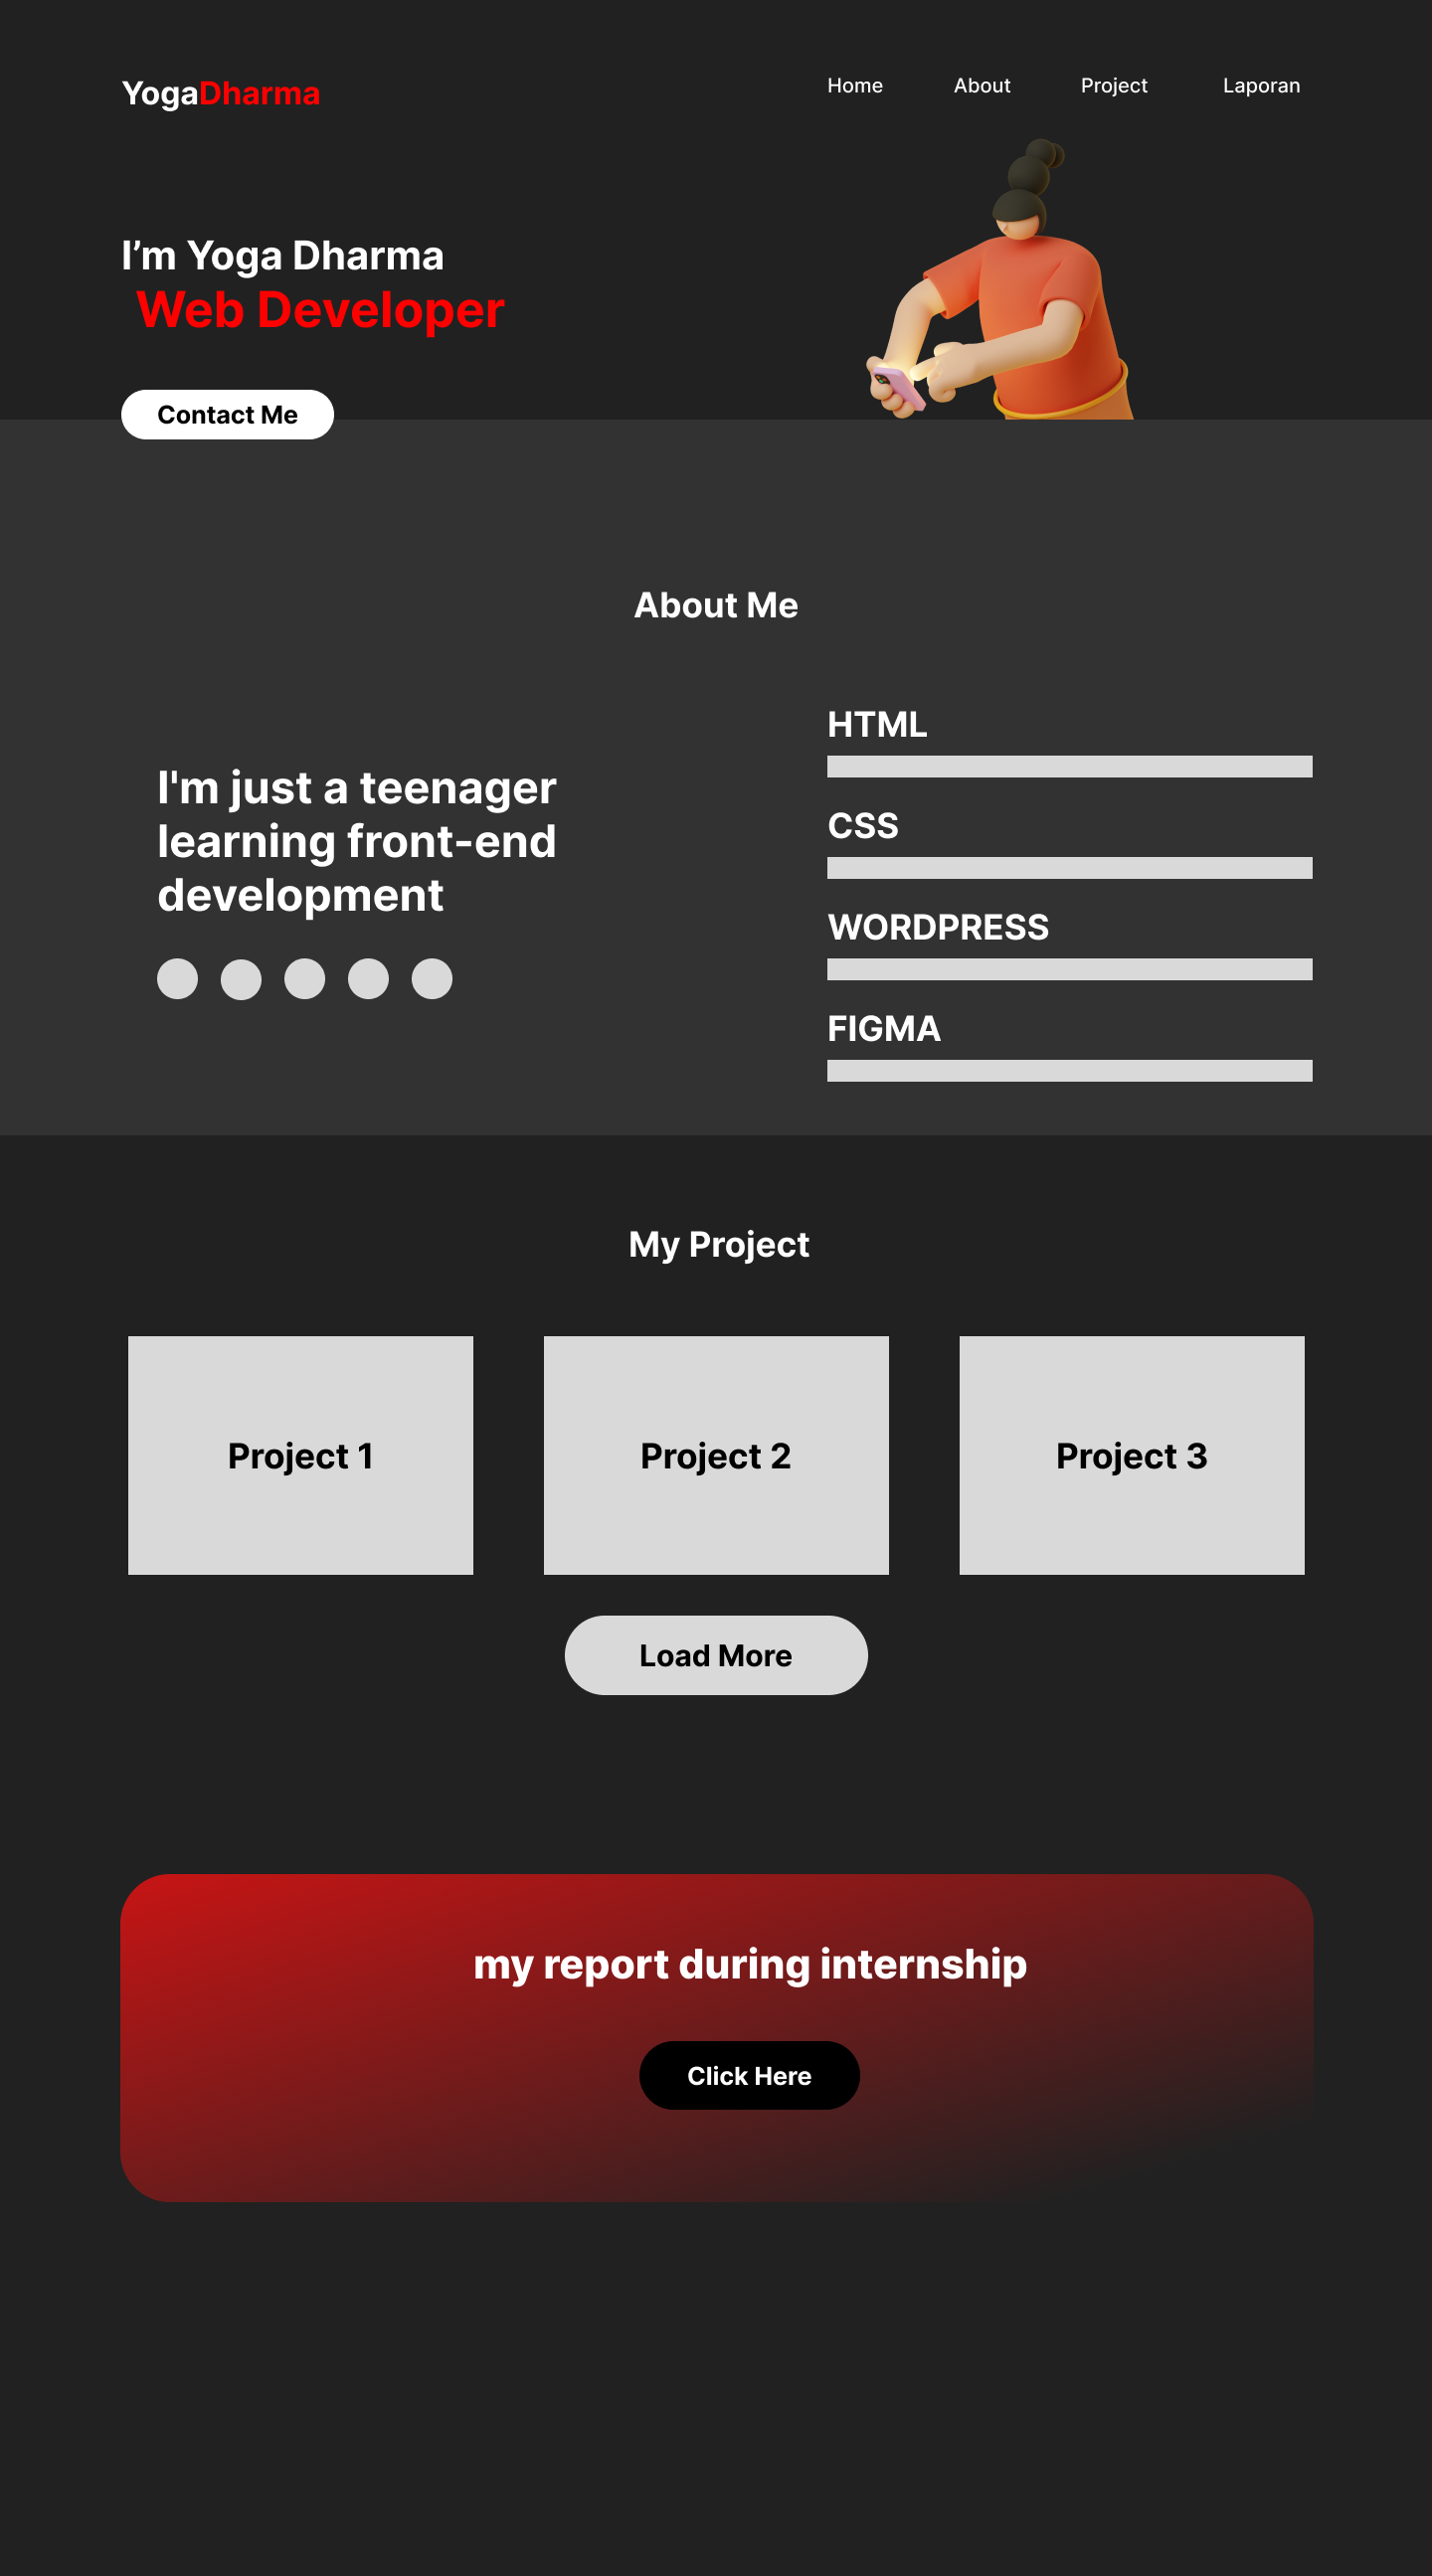 YogaDharma
Home
About
Project
Laporan
I’m Yoga Dharma
Web Developer
Contact Me
About Me
I'm just a teenager
learning front-end
development
HTML
CSS
WORDPRESS
FIGMA
My Project
Project 1
Project 2
Project 3
Load More
my report during internship
Click Here